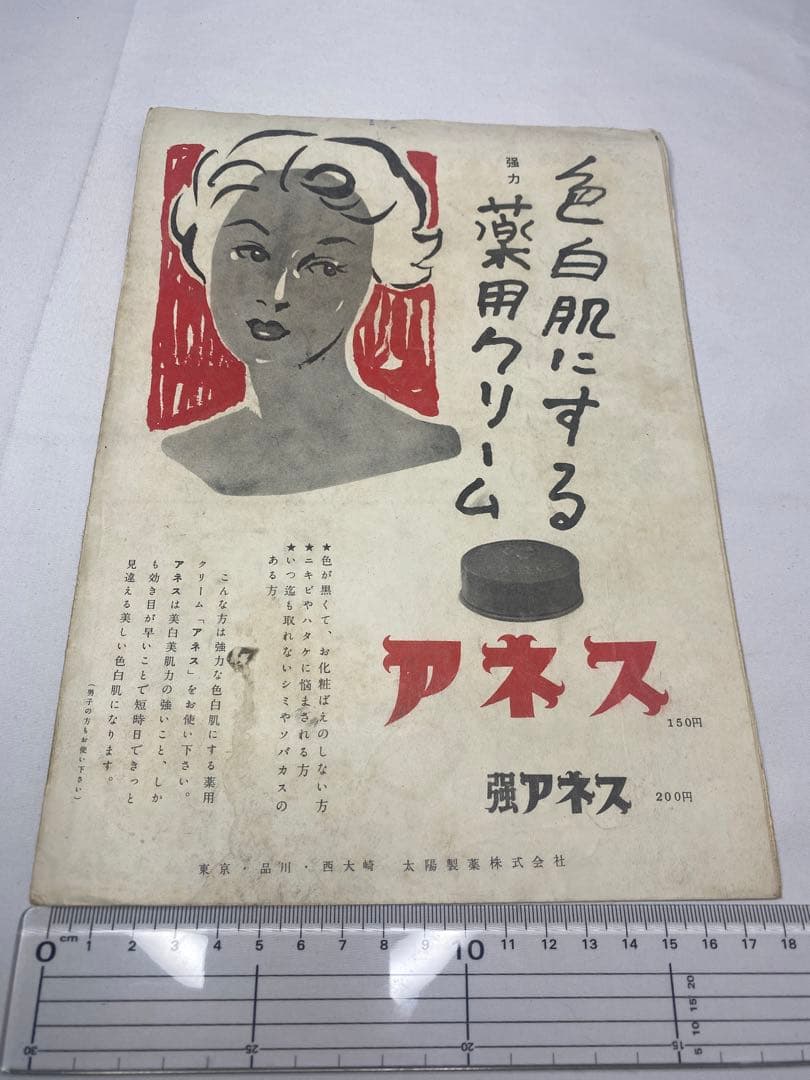 色白肌にする
强力
薬用クリーム
アネス
150円
强アネス
200円
★色が黒くて、お化粧ばえのしない方
★ニキビやハタケに悩まされる方
★いつ迄も取れないシミやソバカスの
ある方。
こんな方は強力な色白肌にする薬用
クリーム「アネス」をお使い下さい。
アネスは美白美肌力の強いこと、しか
も効き目が早いことで短時日できっと
見違える美しい色白肌になります。
(男子の方もお使い下さい)
東京・品川・西大崎 太陽製薬株式会社
0 cm 1 2 3 4 5 6 7 8 9 10 11 12 13 14 15 16 17 18
5 10 15 20
30 25 20